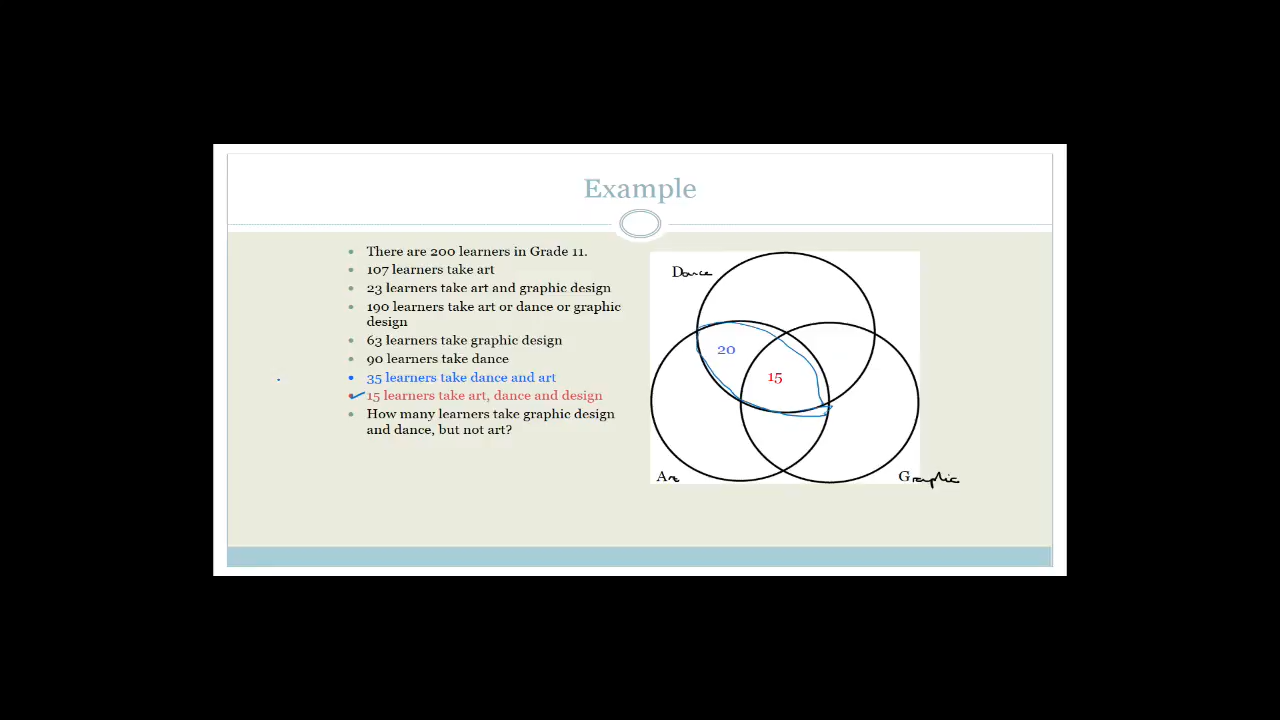 Example
There are 200 learners in Grade 11.
107 learners take art
23 learners take art and graphic design
190 learners take art or dance or graphic
design
63 learners take graphic design
90 learners take dance
35 learners take dance and art
15 learners take art, dance and design
How many learners take graphic design
and dance, but not art?
Dance
20
15
Art
Graphic